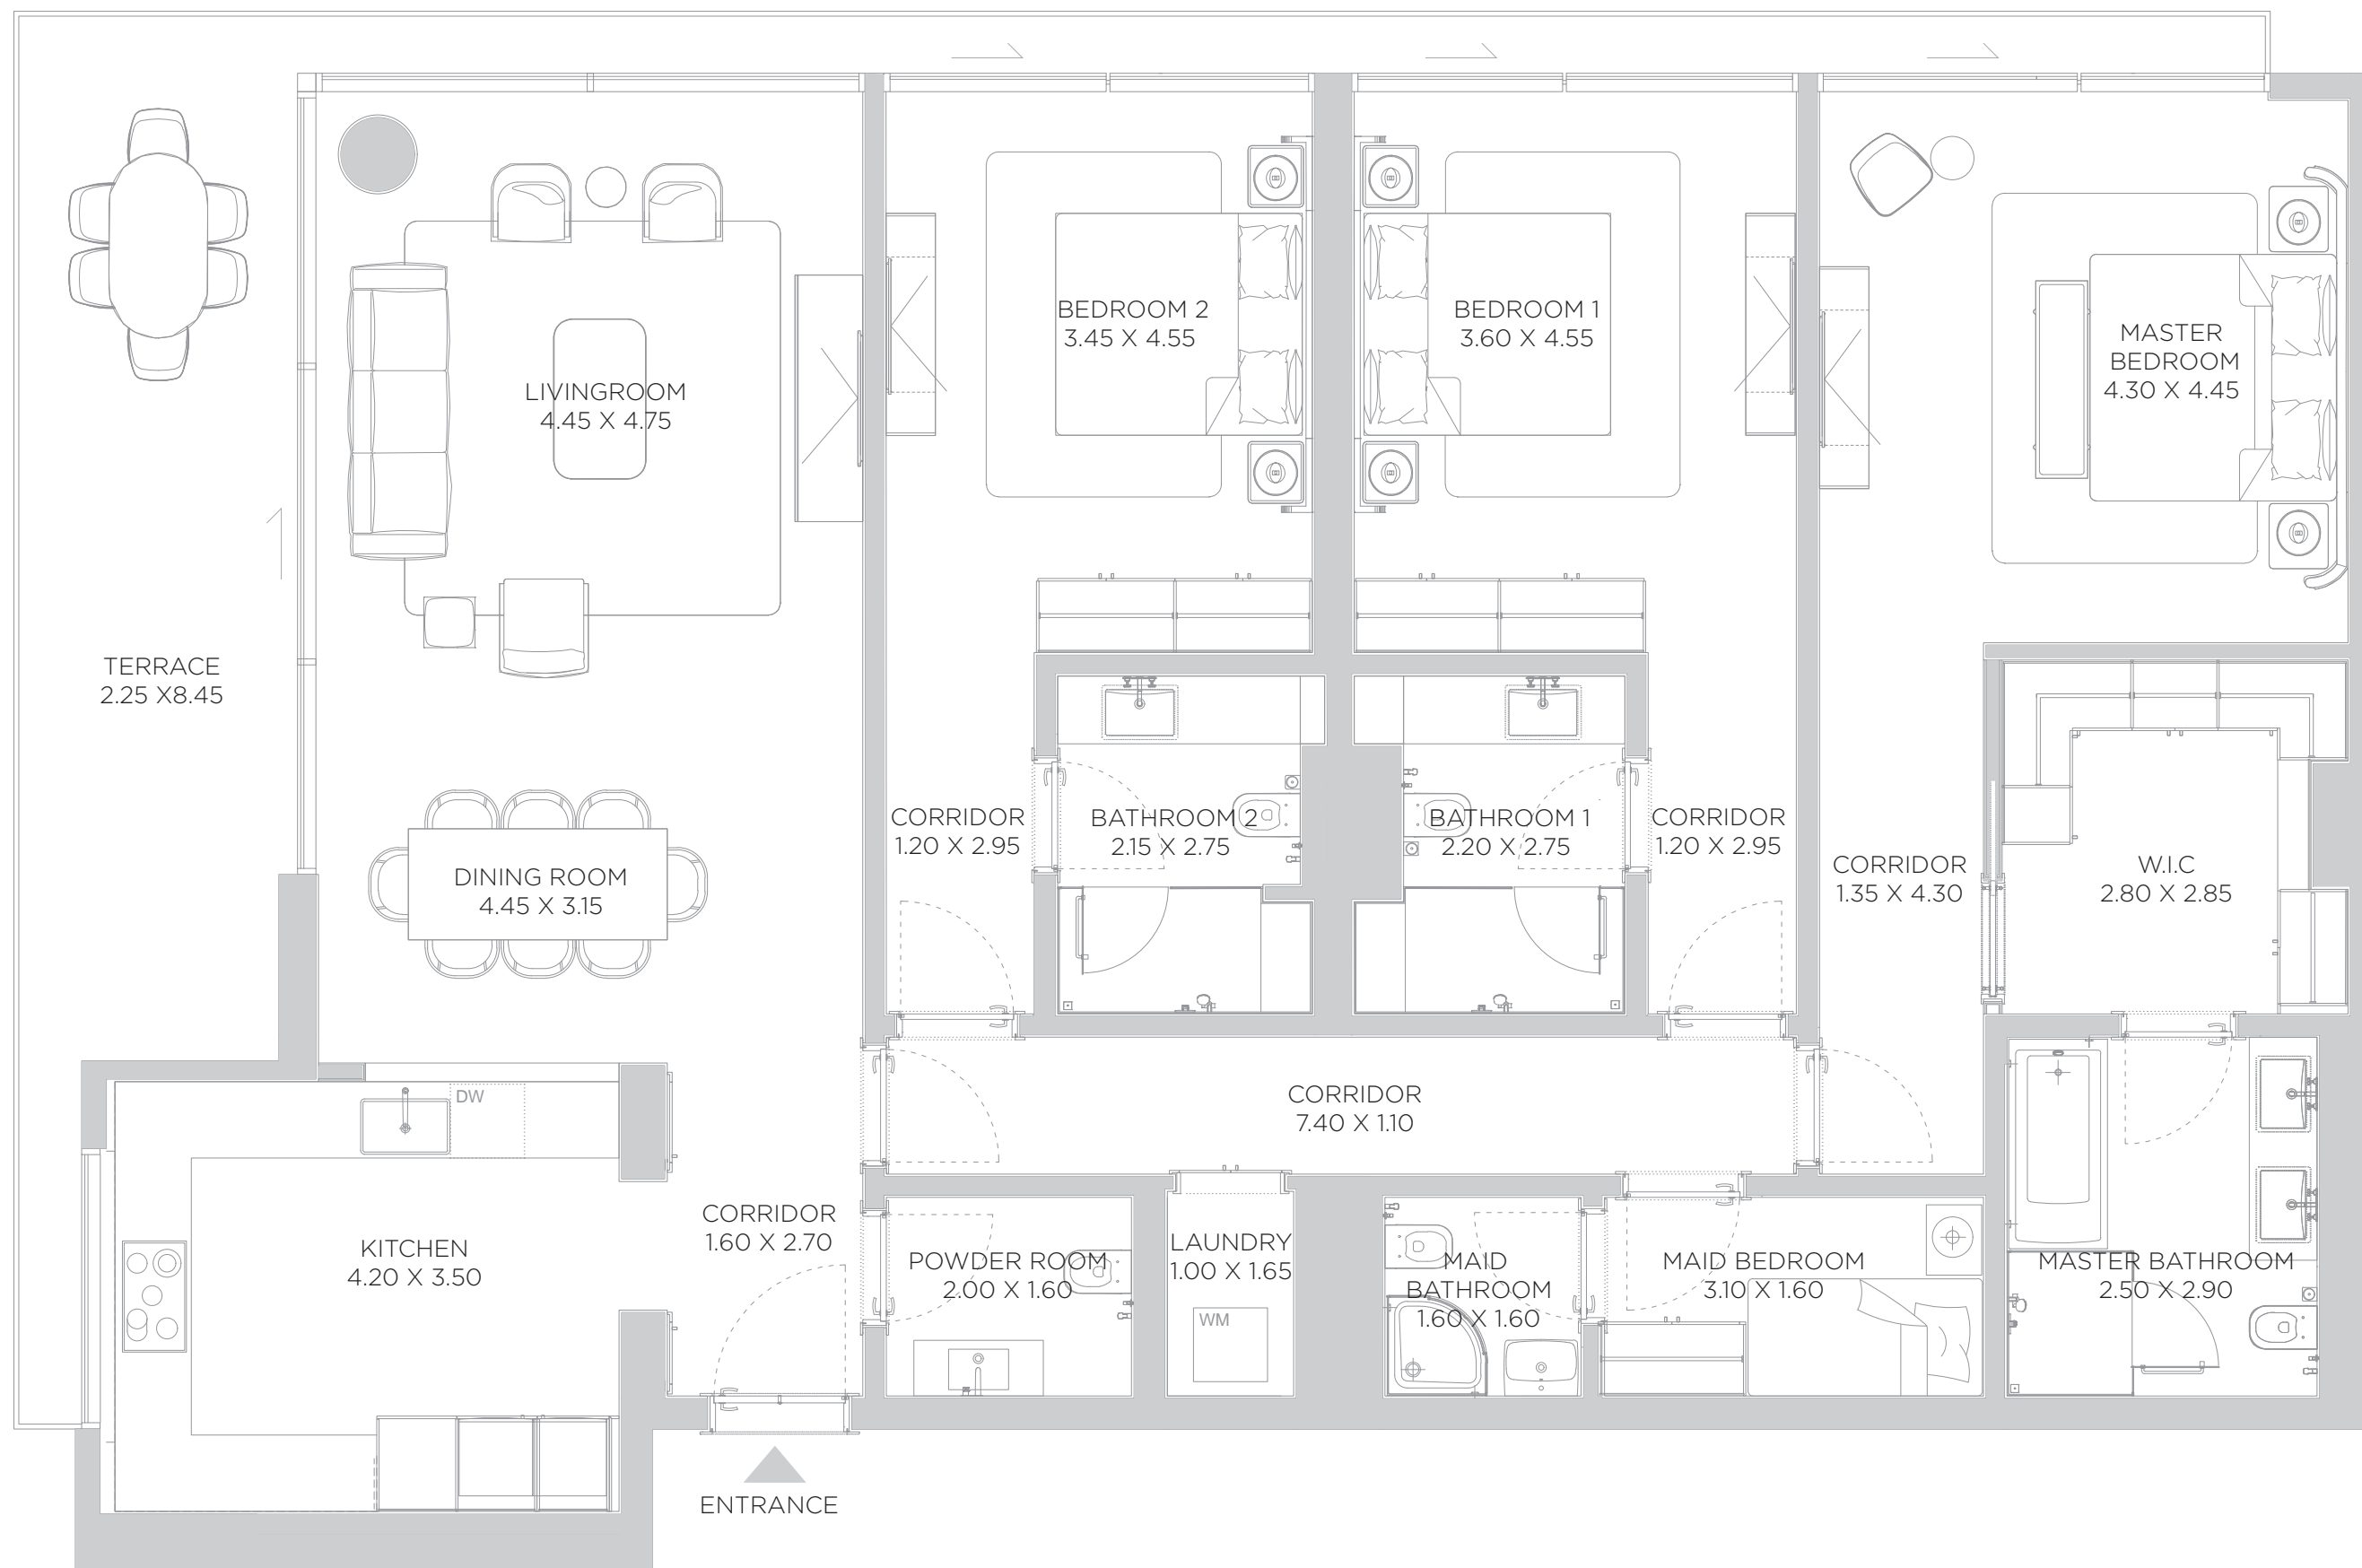 BEDROOM 2
3.45 X 4.55
BEDROOM 1
3.60 X 4.55
MASTER
BEDROOM
4.30 X 4.45
LIVINGROOM
4.45 X 4.75
TERRACE
2.25 X8.45
CORRIDOR
1.20 X 2.95
BATHROOM 2
2.15 X 2.75
BATHROOM 1
2.20 X 2.75
CORRIDOR
1.20 X 2.95
CORRIDOR
1.35 X 4.30
W.I.C
2.80 X 2.85
DINING ROOM
4.45 X 3.15
DW
CORRIDOR
7.40 X 1.10
KITCHEN
4.20 X 3.50
CORRIDOR
1.60 X 2.70
POWDER ROOM
2.00 X 1.60
LAUNDRY
1.00 X 1.65
WM
MAID
BATHROOM
1.60 X 1.60
MAID BEDROOM
3.10 X 1.60
MASTER BATHROOM
2.50 X 2.90
ENTRANCE